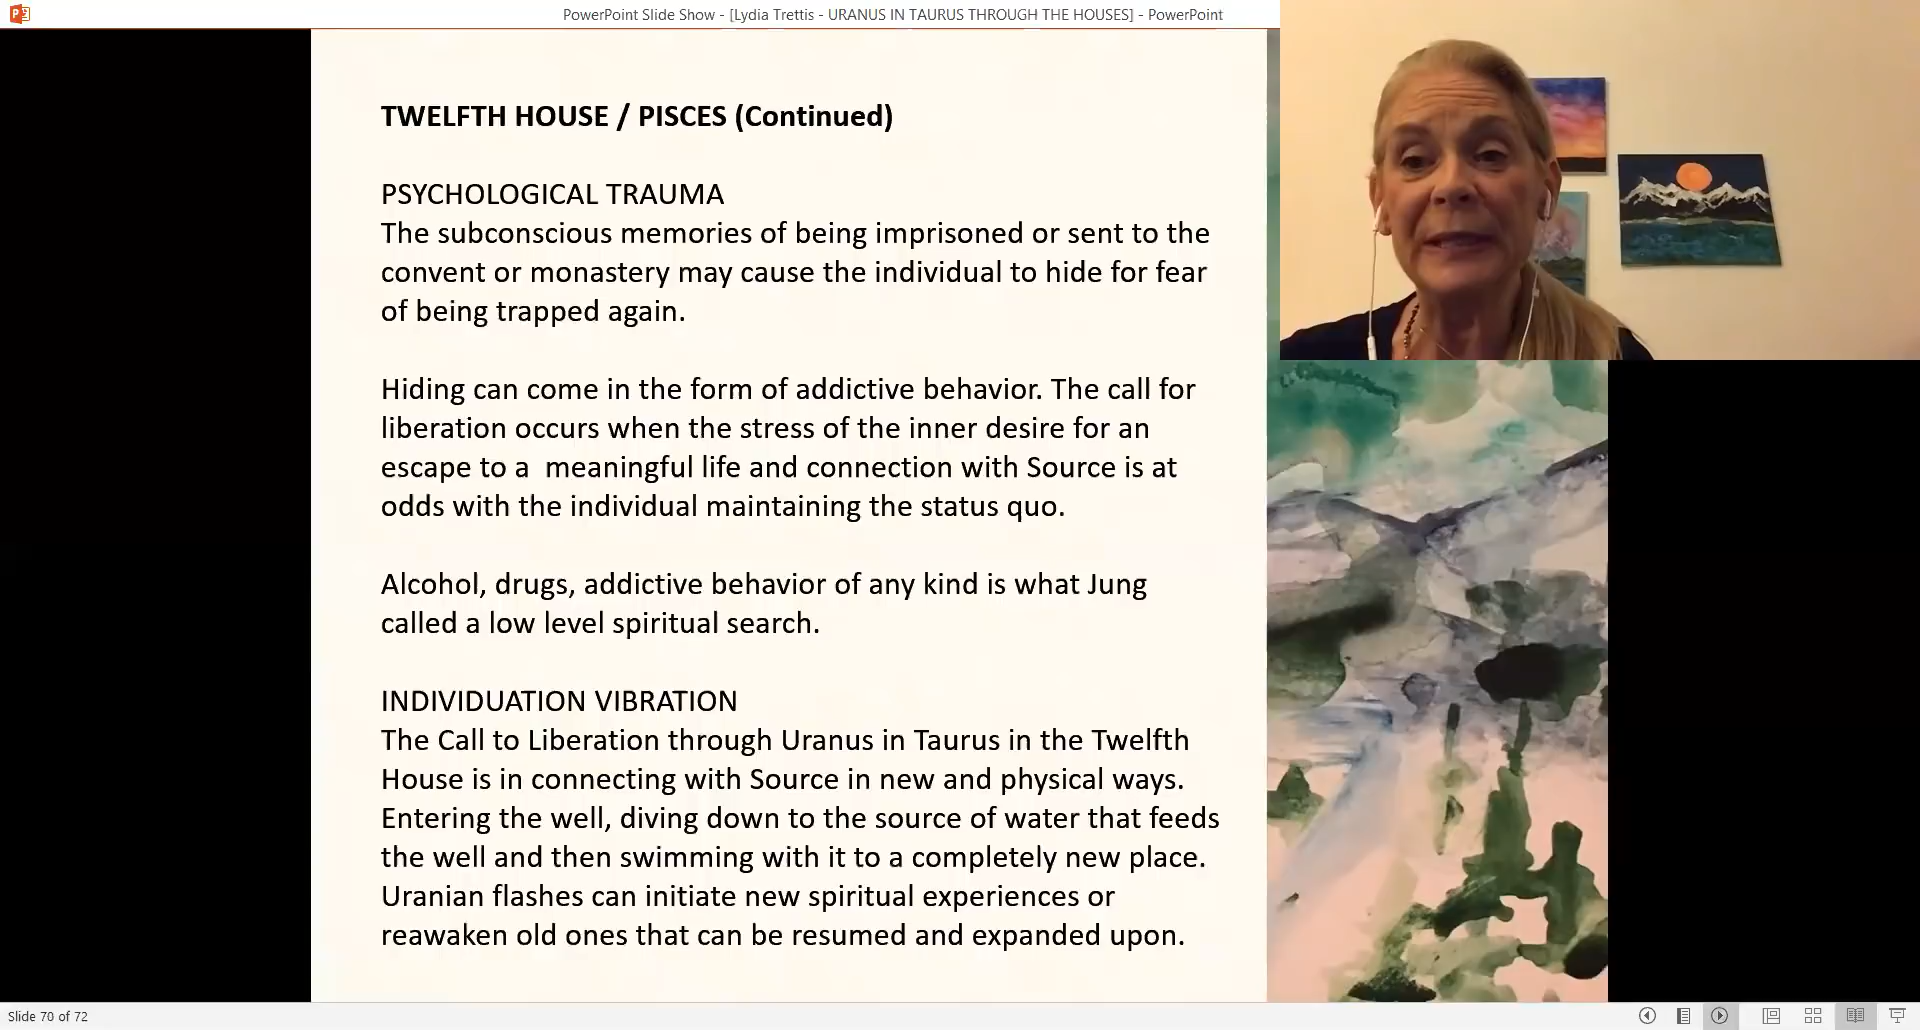 PowerPoint Slide Show - [Lydia Trettis - URANUS IN TAURUS THROUGH THE HOUSES] - PowerPoint
TWELFTH HOUSE / PISCES (Continued)
PSYCHOLOGICAL TRAUMA
The subconscious memories of being imprisoned or sent to the
convent or monastery may cause the individual to hide for fear
of being trapped again.
Hiding can come in the form of addictive behavior. The call for
liberation occurs when the stress of the inner desire for an
escape to a  meaningful life and connection with Source is at
odds with the individual maintaining the status quo.
Alcohol, drugs, addictive behavior of any kind is what Jung
called a low level spiritual search.
INDIVIDUATION VIBRATION
The Call to Liberation through Uranus in Taurus in the Twelfth
House is in connecting with Source in new and physical ways.
Entering the well, diving down to the source of water that feeds
the well and then swimming with it to a completely new place.
Uranian flashes can initiate new spiritual experiences or
reawaken old ones that can be resumed and expanded upon.
Slide 70 of 72